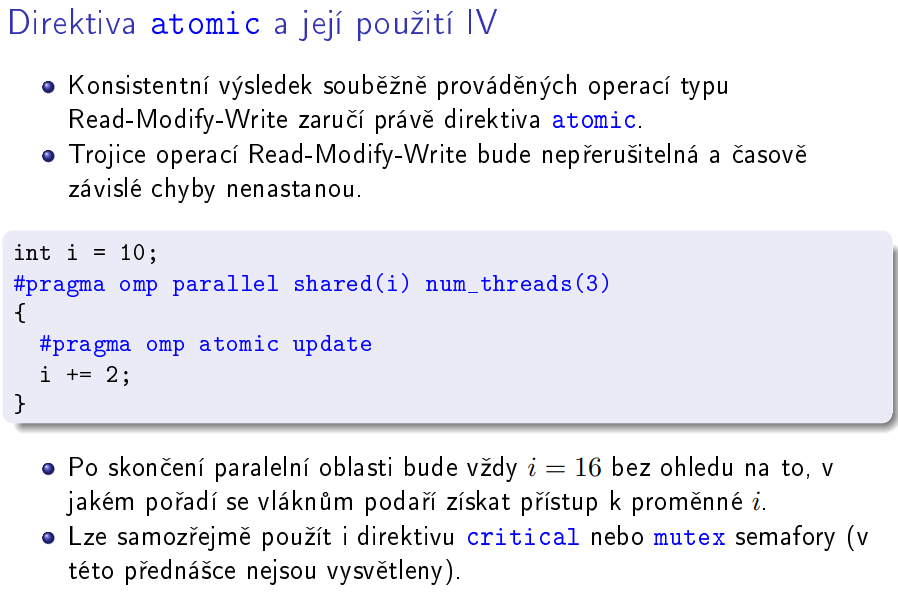 Direktiva atomic a její použití IV
Konsistentní výsledek souběžně prováděných operací typu
Read-Modify-Write zaručí právě direktiva atomic.
Trojice operací Read-Modify-Write bude nepřerušitelná a časově
závislé chyby nenastanou.
int i = 10;
#pragma omp parallel shared(i) num_threads(3)
{
  #pragma omp atomic update
  i += 2;
}
Po skončení paralelní oblasti bude vždy i = 16 bez ohledu na to, v
jakém pořadí se vláknům podaří získat přístup k proměnné i.
Lze samozřejmě použít i direktivu critical nebo mutex semafory (v
této přednášce nejsou vysvětleny).